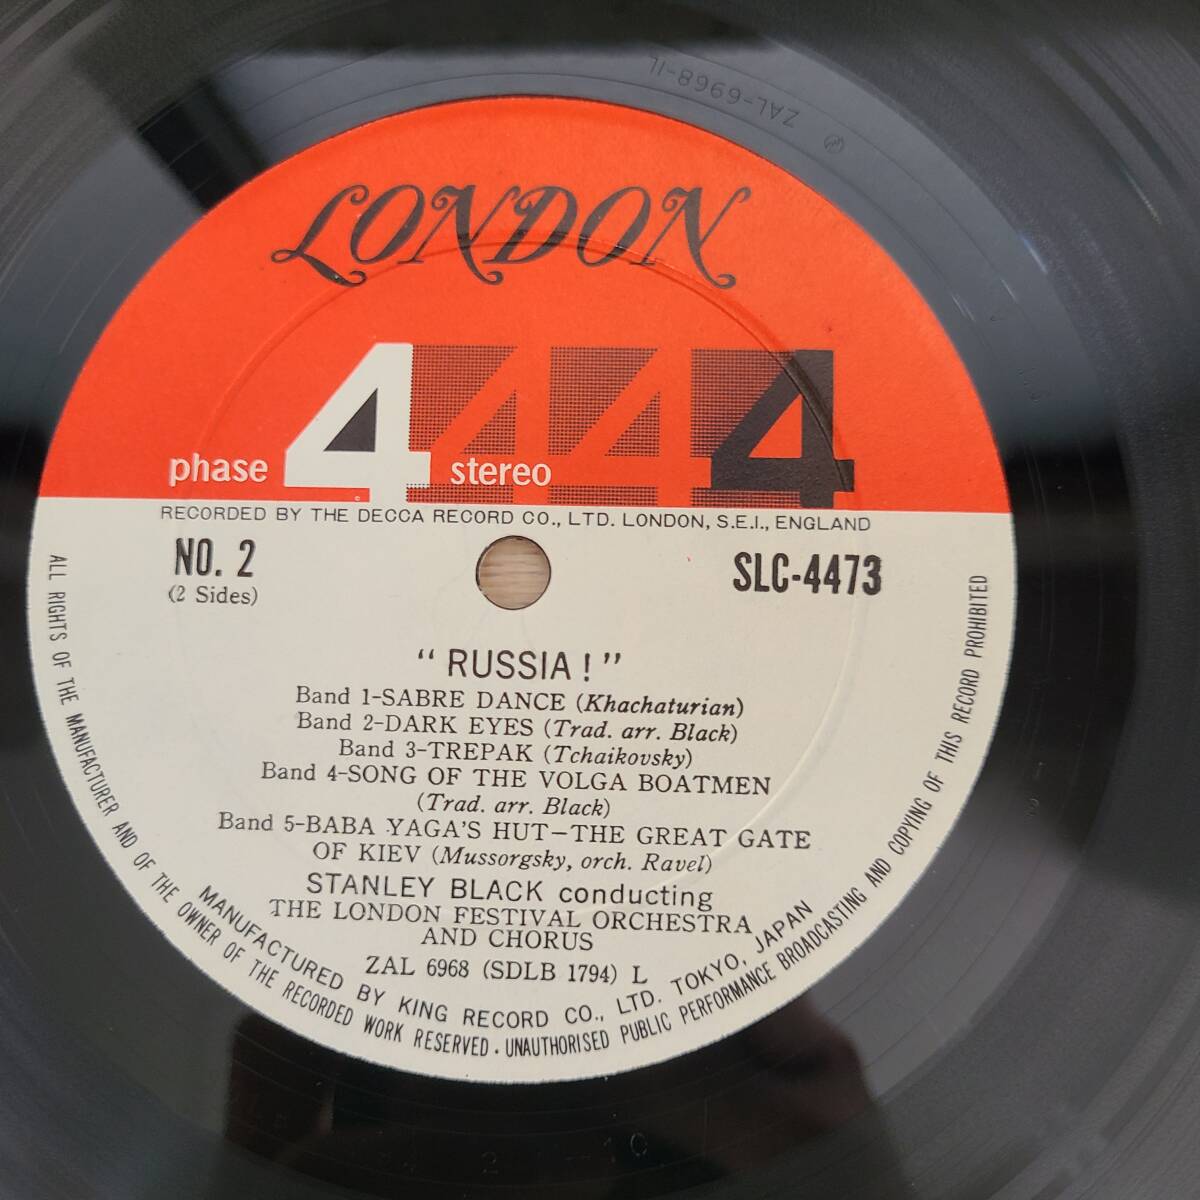 ZAL-6968-1L
LONDON
phase 4 stereo 4 4 4
RECORDED BY THE DECCA RECORD CO., LTD. LONDON, S.E.I., ENGLAND
NO. 2
(2 Sides)
SLC-4473
"RUSSIA!"
Band 1-SABRE DANCE (Khachaturian)
Band 2-DARK EYES (Trad. arr. Black)
Band 3-TREPAK (Tchaikovsky)
Band 4-SONG OF THE VOLGA BOATMEN
(Trad. arr. Black)
Band 5-BABA YAGA'S HUT-THE GREAT GATE
OF KIEV (Mussorgsky, orch. Ravel)
STANLEY BLACK conducting
THE LONDON FESTIVAL ORCHESTRA
AND CHORUS
ZAL 6968 (SDLB 1794) L
MANUFACTURED BY KING RECORD CO., LTD. TOKYO, JAPAN
ALL RIGHTS OF THE MANUFACTURER AND OF THE OWNER OF THE RECORDED WORK RESERVED. UNAUTHORISED PUBLIC PERFORMANCE BROADCASTING AND COPYING OF THIS RECORD PROHIBITED